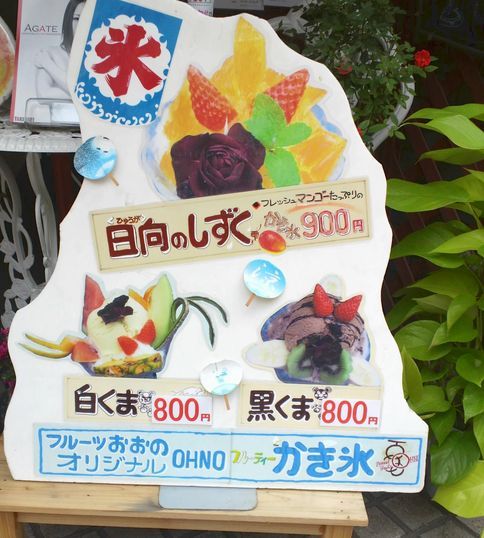 AGATE
氷
ひゅうが
フレッシュマンゴーたっぷりの
日向のしずく かき氷 900円
白くま 800円
黒くま 800円
フルーツおおの
オリジナル OHNO フルーティー かき氷